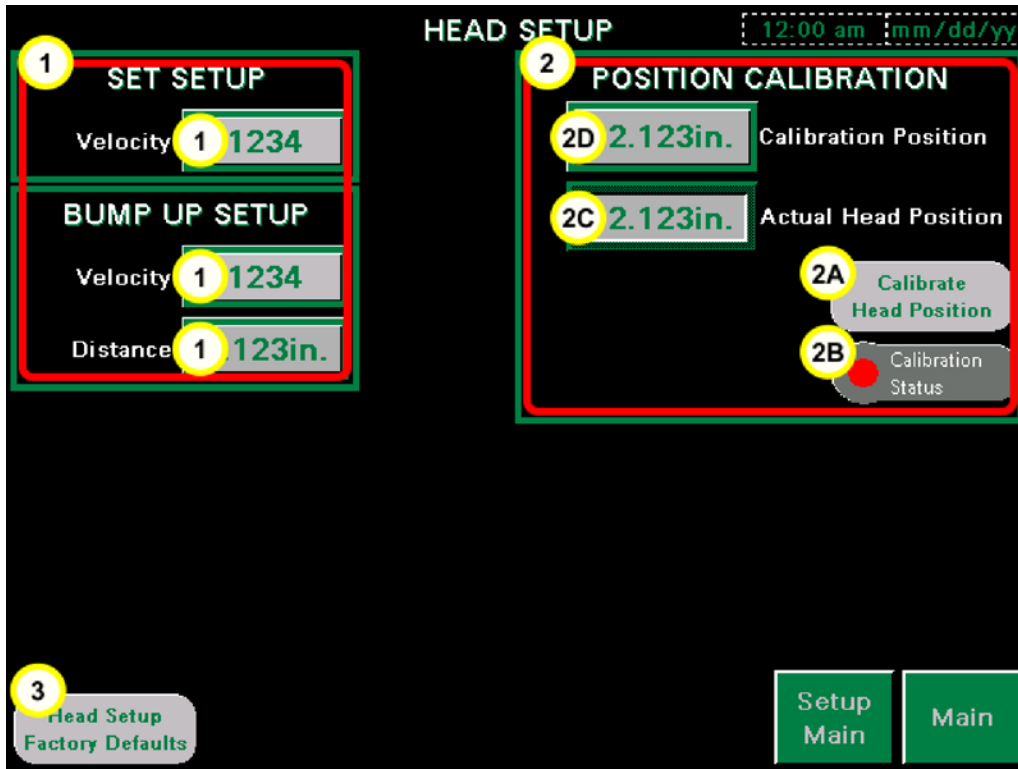 HEAD SETUP
12:00 am mm/dd/yy
1
SET SETUP
Velocity 1 1234
BUMP UP SETUP
Velocity 1 1234
Distance 1 .123in.
2
POSITION CALIBRATION
2D 2.123in. Calibration Position
2C 2.123in. Actual Head Position
2A Calibrate
Head Position
2B Calibration
Status
3
Head Setup
Factory Defaults
Setup
Main
Main